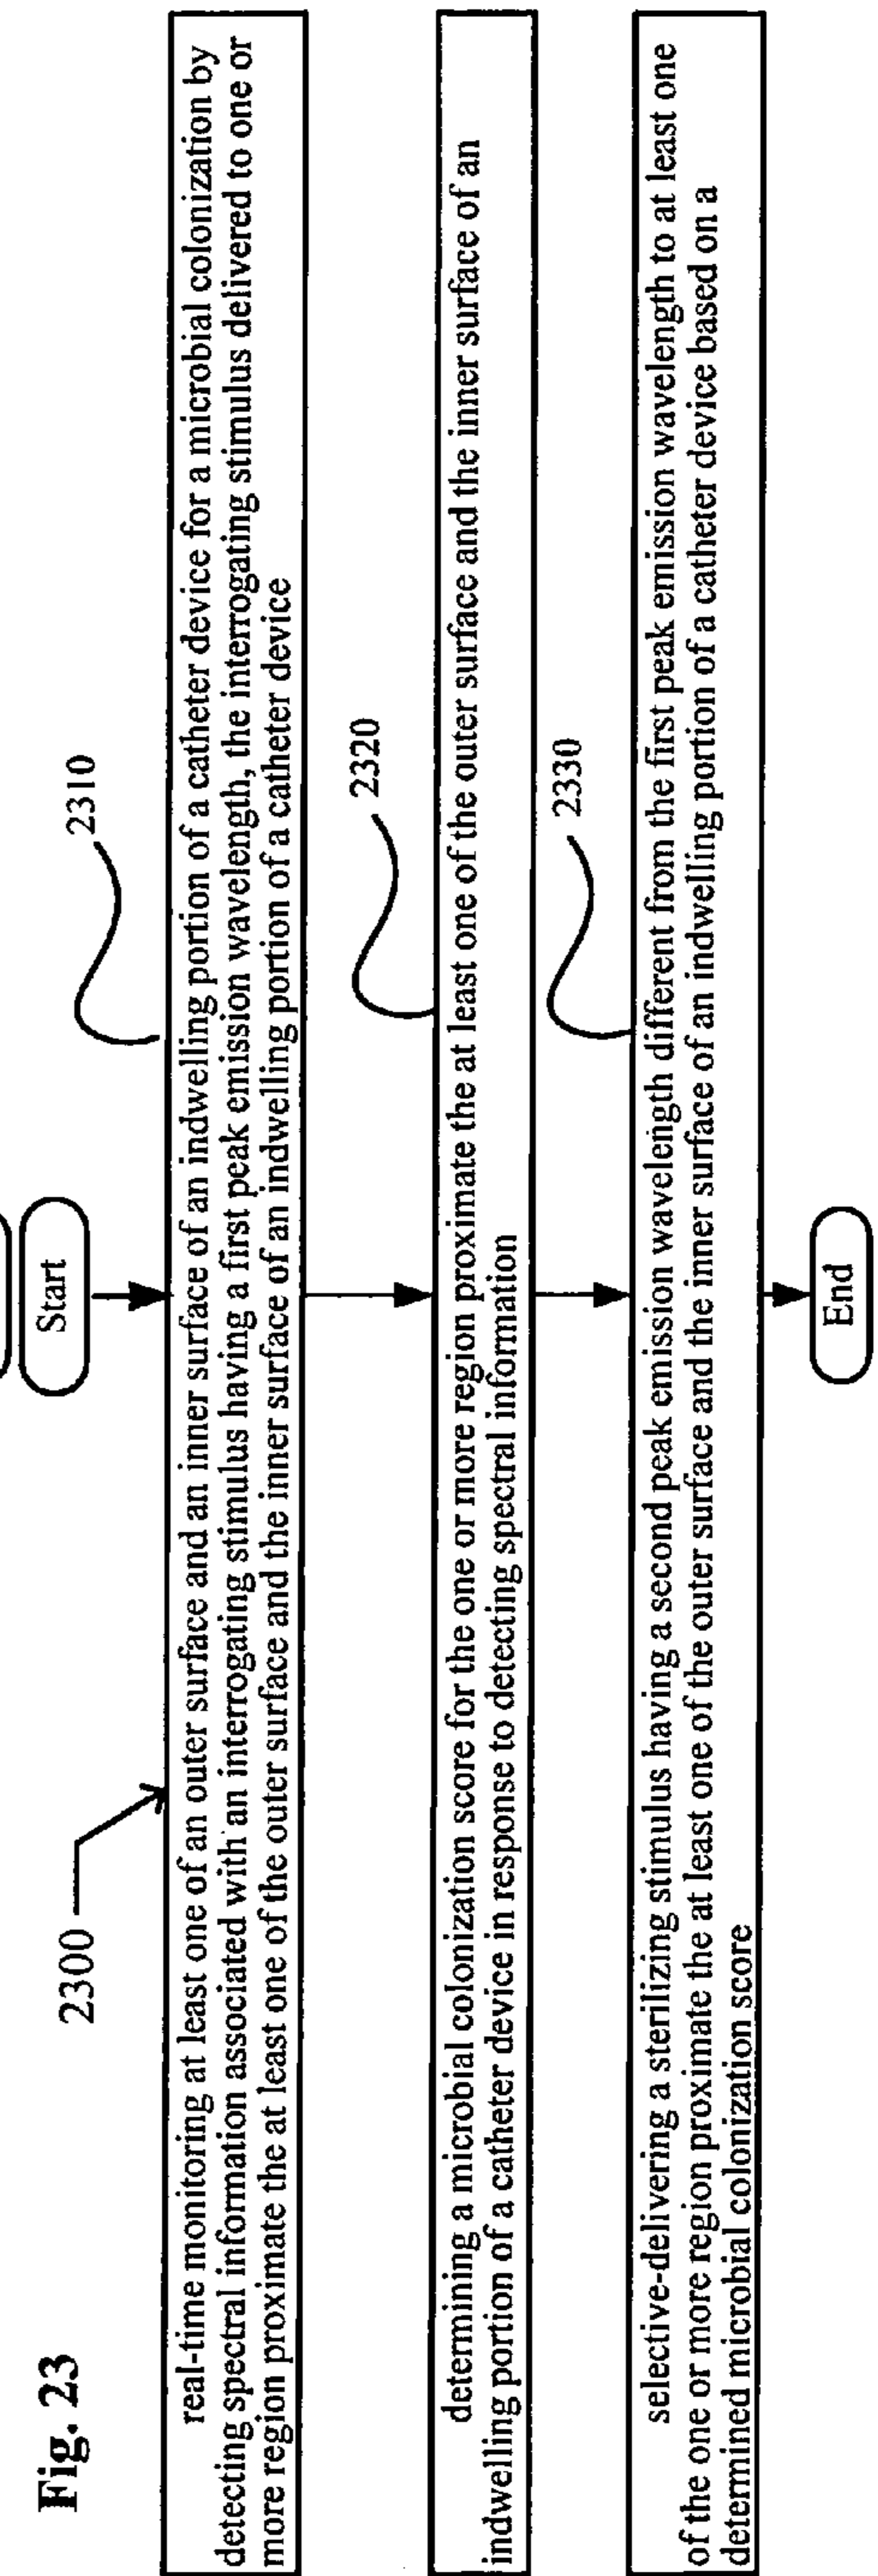 Fig. 23
2300
Start
2310
real-time monitoring at least one of an outer surface and an inner surface of an indwelling portion of a catheter device for a microbial colonization by
detecting spectral information associated with an interrogating stimulus having a first peak emission wavelength, the interrogating stimulus delivered to one or
more region proximate the at least one of the outer surface and the inner surface of an indwelling portion of a catheter device
2320
determining a microbial colonization score for the one or more region proximate the at least one of the outer surface and the inner surface of an
indwelling portion of a catheter device in response to detecting spectral information
2330
selective-delivering a sterilizing stimulus having a second peak emission wavelength different from the first peak emission wavelength to at least one
of the one or more region proximate the at least one of the outer surface and the inner surface of an indwelling portion of a catheter device based on a
determined microbial colonization score
End